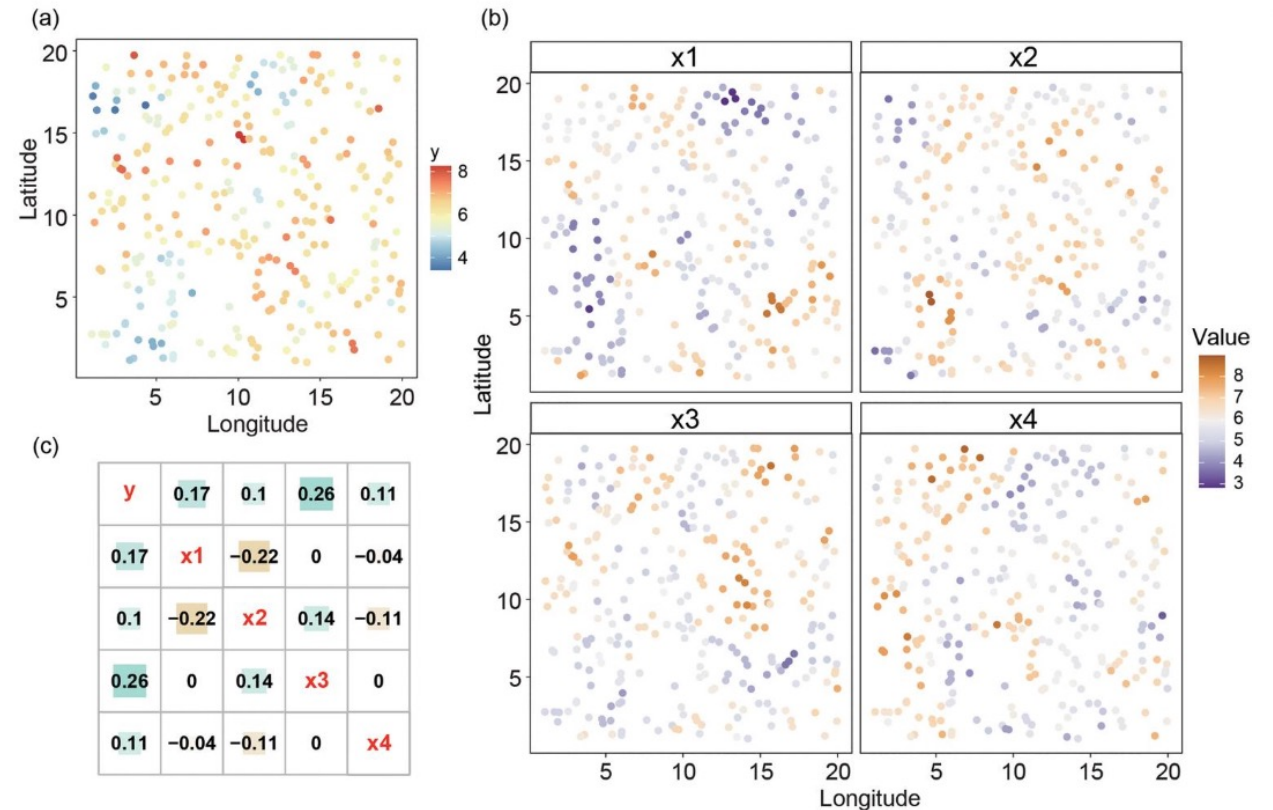 (a)
20
15
10
5
Latitude
5 10 15 20
Longitude
y
8
6
4
(b)
x1 x2
20
15
10
5
x3 x4
20
15
10
5
Latitude
5 10 15 20 5 10 15 20
Longitude
Value
8
7
6
5
4
3
(c)
y 0.17 0.1 0.26 0.11
0.17 x1 −0.22 0 −0.04
0.1 −0.22 x2 0.14 −0.11
0.26 0 0.14 x3 0
0.11 −0.04 −0.11 0 x4